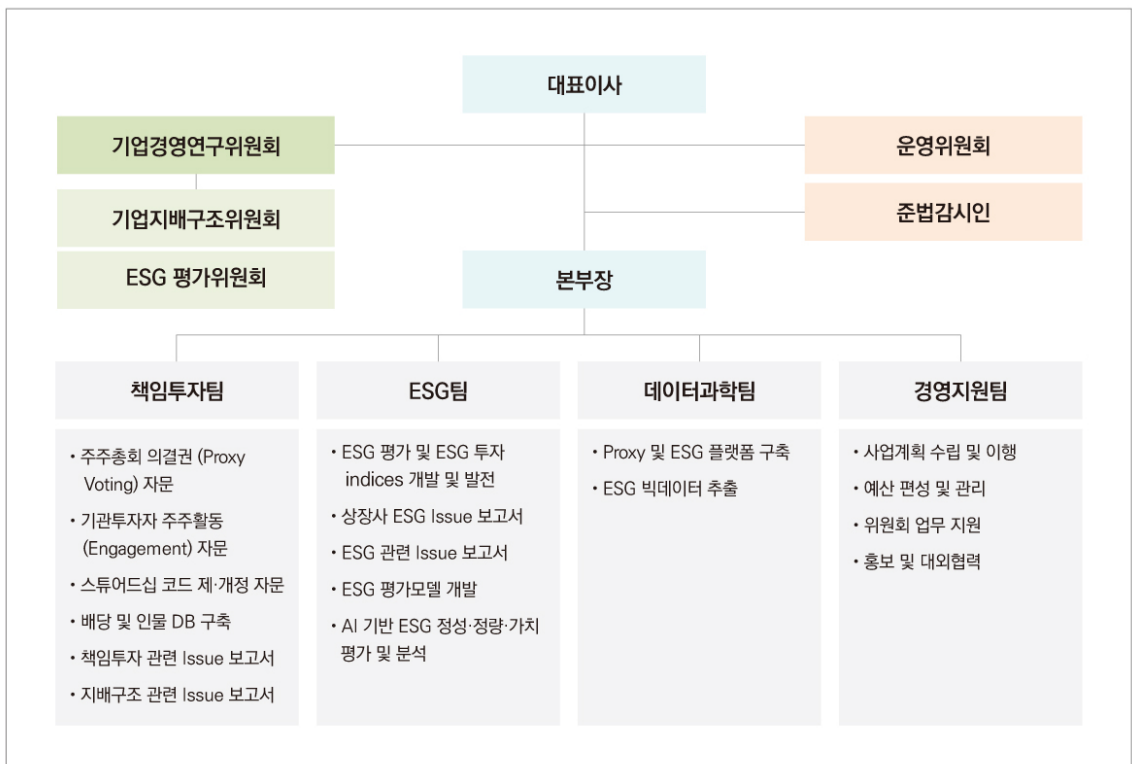 대표이사
기업경영연구위원회
운영위원회
기업지배구조위원회
준법감시인
ESG 평가위원회
본부장
책임투자팀
• 주주총회 의결권 (Proxy
Voting) 자문
• 기관투자자 주주활동
(Engagement) 자문
• 스튜어드십 코드 제·개정 자문
• 배당 및 인물 DB 구축
• 책임투자 관련 Issue 보고서
• 지배구조 관련 Issue 보고서
ESG팀
• ESG 평가 및 ESG 투자
indices 개발 및 발전
• 상장사 ESG Issue 보고서
• ESG 관련 Issue 보고서
• ESG 평가모델 개발
• AI 기반 ESG 정성·정량·가치
평가 및 분석
데이터과학팀
• Proxy 및 ESG 플랫폼 구축
• ESG 빅데이터 추출
경영지원팀
• 사업계획 수립 및 이행
• 예산 편성 및 관리
• 위원회 업무 지원
• 홍보 및 대외협력